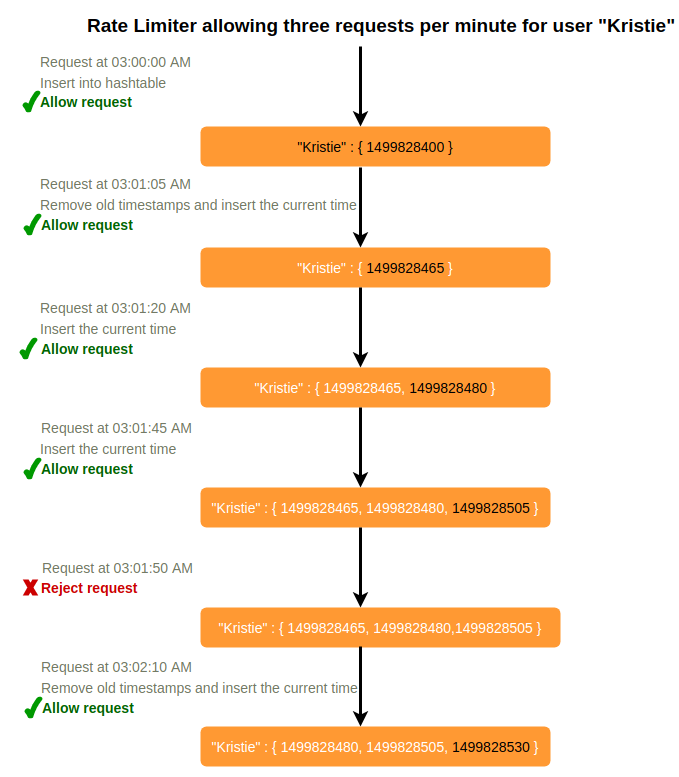 Rate Limiter allowing three requests per minute for user "Kristie"
Request at 03:00:00 AM
Insert into hashtable
Allow request
"Kristie" : { 1499828400 }
Request at 03:01:05 AM
Remove old timestamps and insert the current time
Allow request
"Kristie" : { 1499828465 }
Request at 03:01:20 AM
Insert the current time
Allow request
"Kristie" : { 1499828465, 1499828480 }
Request at 03:01:45 AM
Insert the current time
Allow request
"Kristie" : { 1499828465, 1499828480, 1499828505 }
Request at 03:01:50 AM
Reject request
"Kristie" : { 1499828465, 1499828480,1499828505 }
Request at 03:02:10 AM
Remove old timestamps and insert the current time
Allow request
"Kristie" : { 1499828480, 1499828505, 1499828530 }